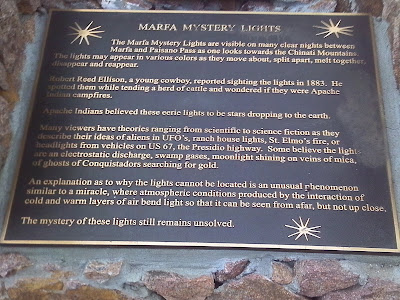 MARFA MYSTERY LIGHTS
The Marfa Mystery Lights are visible on many clear nights between
Marfa and Paisano Pass as one looks towards the Chinati Mountains.
The lights may appear in various colors as they move about, split apart, melt together,
disappear and reappear.
Robert Reed Ellison, a young cowboy, reported sighting the lights in 1883. He
spotted them while tending a herd of cattle and wondered if they were Apache
Indian campfires.
Apache Indians believed these eerie lights to be stars dropping to the earth.
Many viewers have theories ranging from scientific to science fiction as they
describe their ideas of aliens in UFO's, ranch house lights, St. Elmo's fire, or
headlights from vehicles on US 67, the Presidio highway. Some believe the lights
are an electrostatic discharge, swamp gases, moonlight shining on veins of mica,
of ghosts of Conquistadors searching for gold.
An explanation as to why the lights cannot be located is an unusual phenomenon
similar to a miracle, where atmospheric conditions produced by the interaction of
cold and warm layers of air bend light so that it can be seen from afar, but not up close.
The mystery of these lights still remains unsolved.